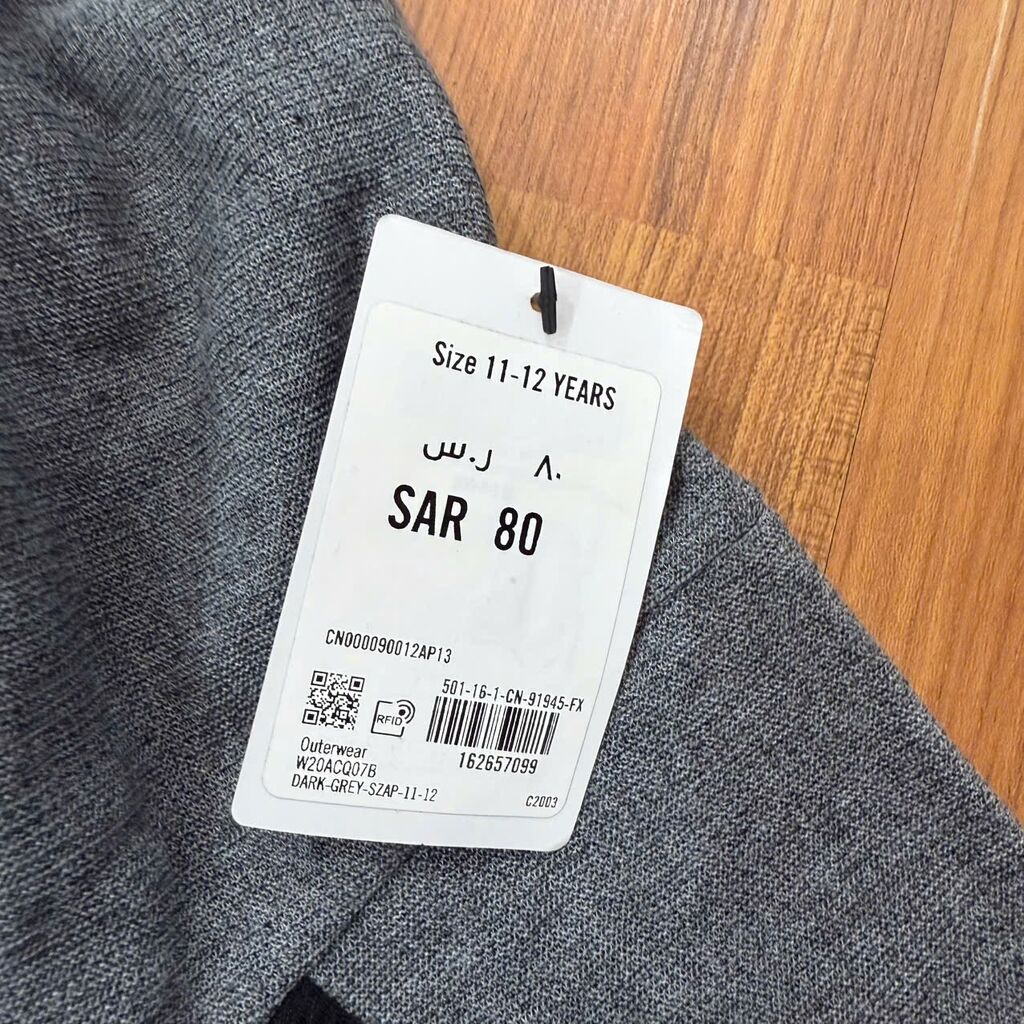 Size 11-12 YEARS
٨٠ ر.س
SAR 80
CN000090012AP13
501-16-1-CN-91945-FX
RFID
162657099
Outerwear
W20ACQ07B
DARK-GREY-SZAP-11-12
C2003